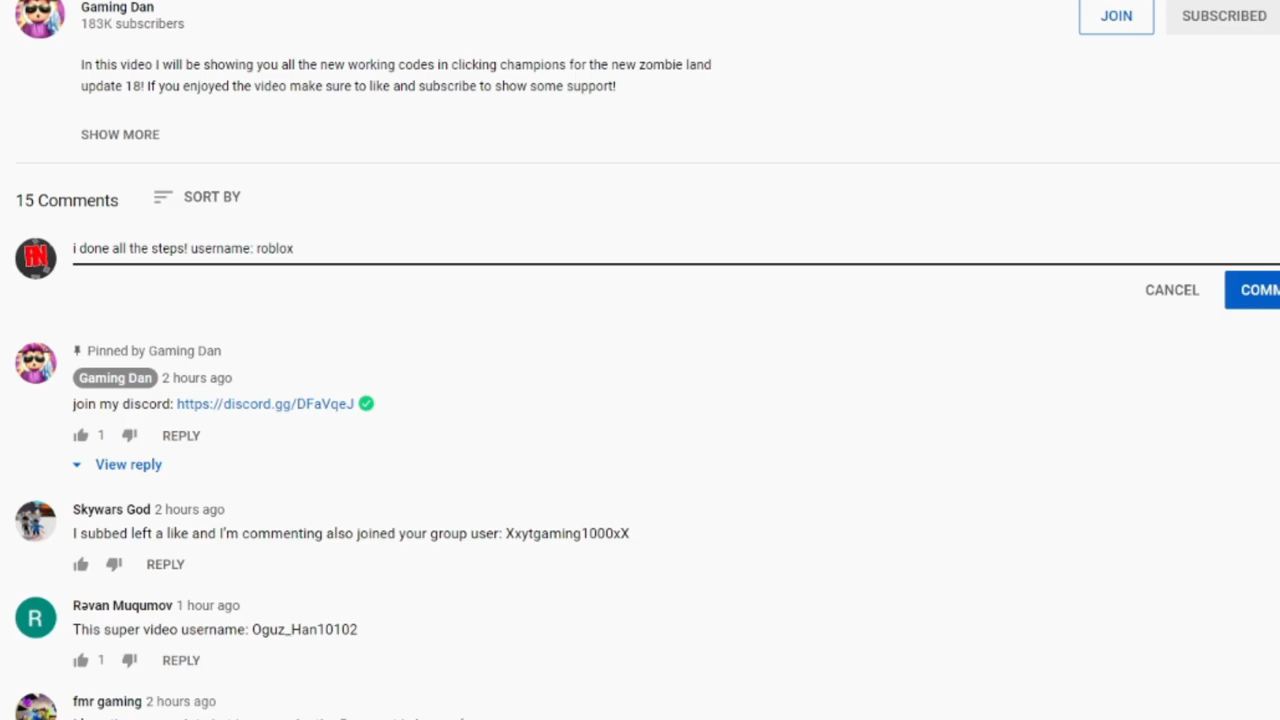 Gaming Dan
183K subscribers
JOIN
SUBSCRIBED
In this video I will be showing you all the new working codes in clicking champions for the new zombie land
update 18! If you enjoyed the video make sure to like and subscribe to show some support!
SHOW MORE
15 Comments
SORT BY
i done all the steps! username: roblox
CANCEL
COMM
Pinned by Gaming Dan
Gaming Dan 2 hours ago
join my discord: https://discord.gg/DFaVqeJ
1 REPLY
View reply
Skywars God 2 hours ago
I subbed left a like and I'm commenting also joined your group user: Xxytgaming1000xX
REPLY
R
Rəvan Muqumov 1 hour ago
This super video username: Oguz_Han10102
1 REPLY
fmr gaming 2 hours ago